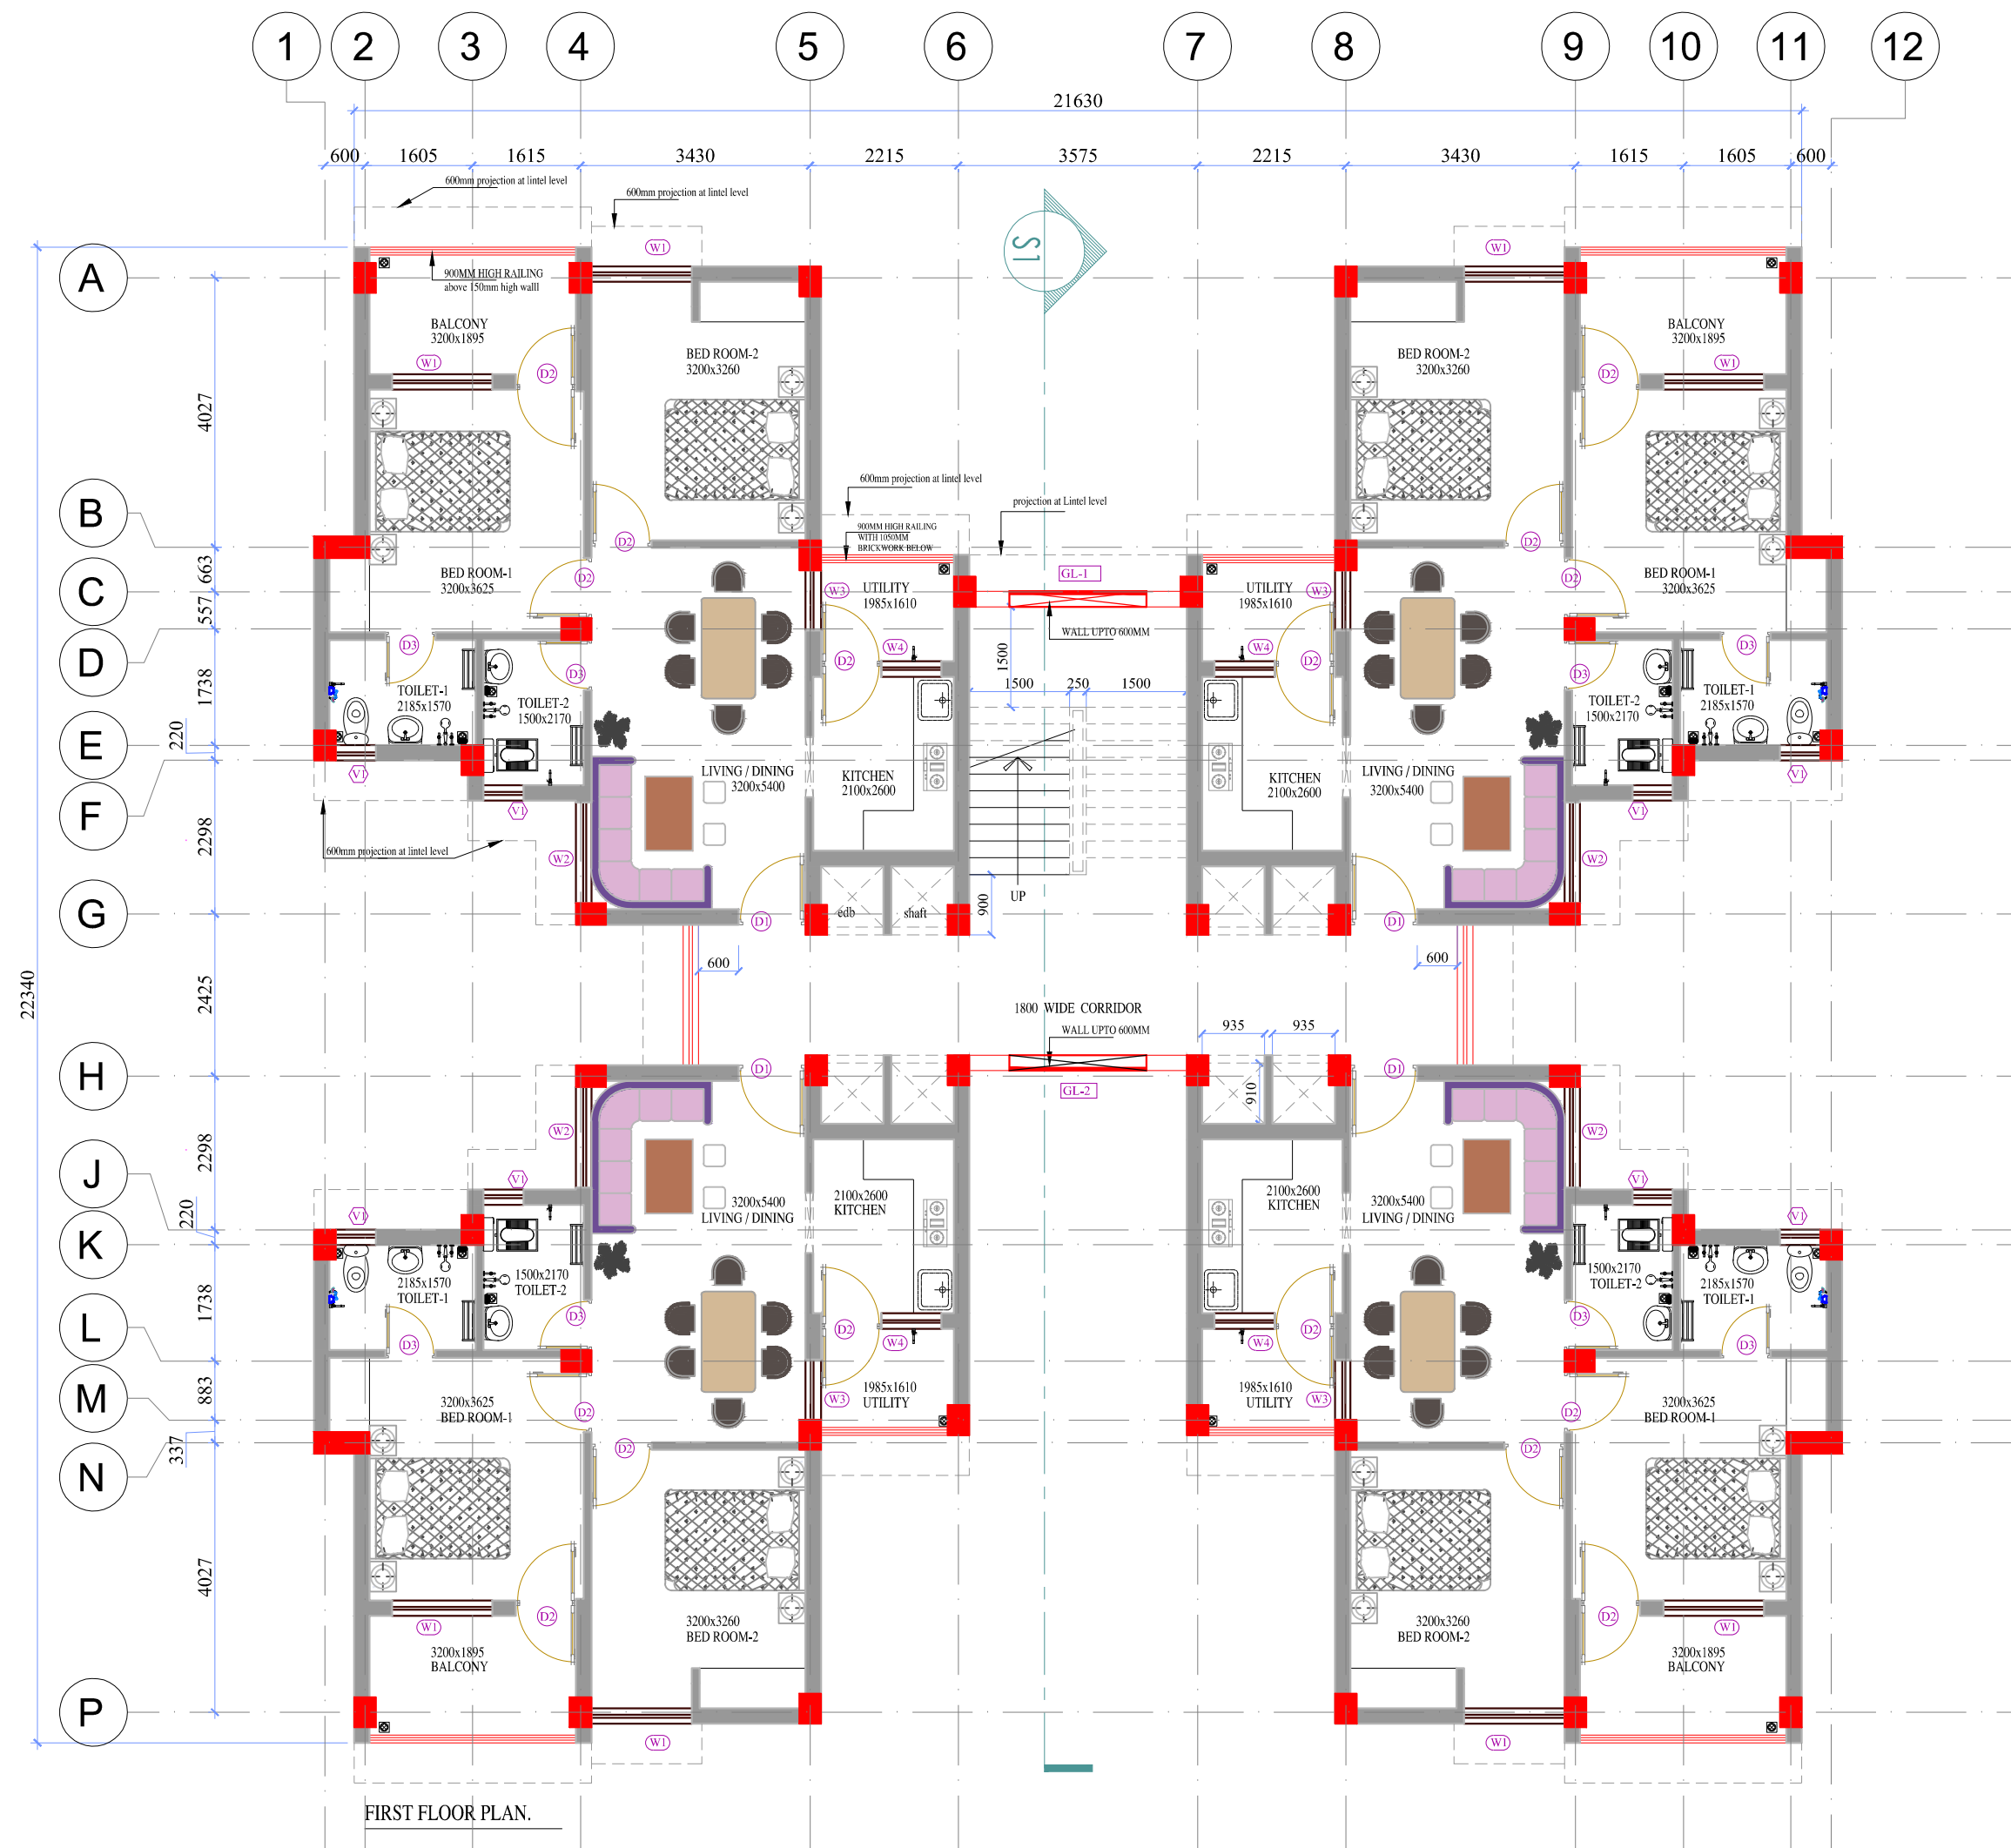 1 2 3 4 5 6 7 8 9 10 11 12
21630
600 1605 1615 3430 2215 3575 2215 3430 1615 1605 600
600mm projection at lintel level
600mm projection at lintel level
W1 W1
S1
A
900MM HIGH RAILING
above 150mm high walll
BALCONY
3200x1895
BALCONY
3200x1895
BED ROOM-2
3200x3260
BED ROOM-2
3200x3260
W1 D2 D2 W1
4027
600mm projection at lintel level
projection at Lintel level
B
900MM HIGH RAILING
WITH 1050MM
BRICKWORK BELOW
D2 D2
663
C
BED ROOM-1
3200x3625
D2
W3
UTILITY
1985x1610
GL-1
UTILITY
1985x1610
W3
D2
BED ROOM-1
3200x3625
557
WALL UPTO 600MM
D
D3 D3 D2 W4 1500 W4 D2 D3 D3
1500 250 1500
TOILET-1
2185x1570
TOILET-2
1500x2170
TOILET-2
1500x2170
TOILET-1
2185x1570
1738
E
220
V1 V1
LIVING / DINING
3200x5400
KITCHEN
2100x2600
KITCHEN
2100x2600
LIVING / DINING
3200x5400
F
V1 V1
2298
600mm projection at lintel level
W2 W2
UP
900
G
edb shaft
D1 D1
600 600
22340
2425
1800 WIDE CORRIDOR
WALL UPTO 600MM
935 935
H
D1 D1
GL-2
910
W2 W2
2298
J
V1 V1
2100x2600
KITCHEN
2100x2600
KITCHEN
3200x5400
LIVING / DINING
3200x5400
LIVING / DINING
220
V1 V1
K
2185x1570
TOILET-1
1500x2170
TOILET-2
1500x2170
TOILET-2
2185x1570
TOILET-1
1738
L
D3 D3 D2 W4 W4 D2 D3 D3
M
883
3200x3625
BED ROOM-1
D2
W3
1985x1610
UTILITY
1985x1610
UTILITY
W3
D2
3200x3625
BED ROOM-1
337
N
D2 D2
4027
W1 D2 D2 W1
3200x3260
BED ROOM-2
3200x3260
BED ROOM-2
3200x1895
BALCONY
3200x1895
BALCONY
P
W1 W1
FIRST FLOOR PLAN.